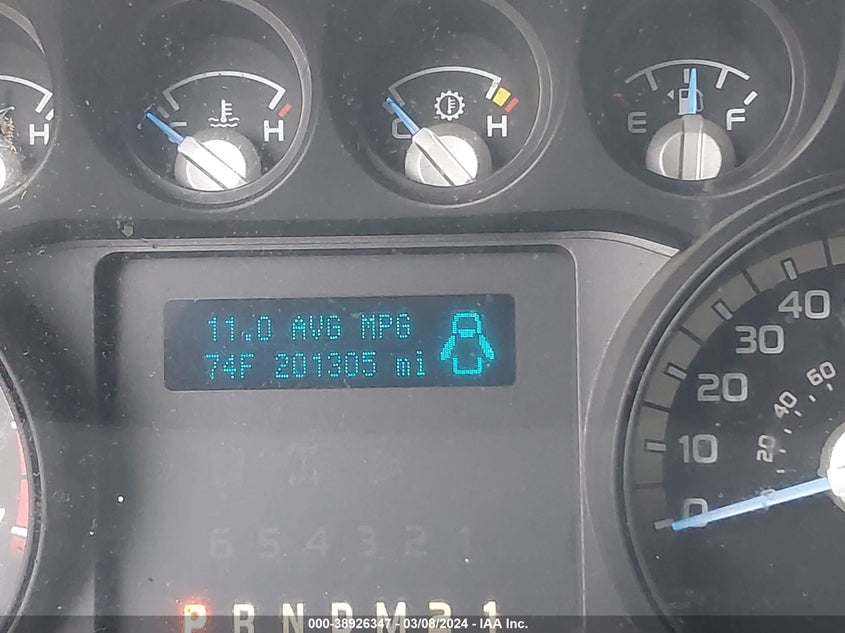 H
H
C H
E F
11.0 AVG MPG
74F 201305 mi
40
30
20
10
0
60
40
20
6 5 4 3 2 1
P R N D M 2 1
000-38926347 - 03/08/2024 - IAA Inc.